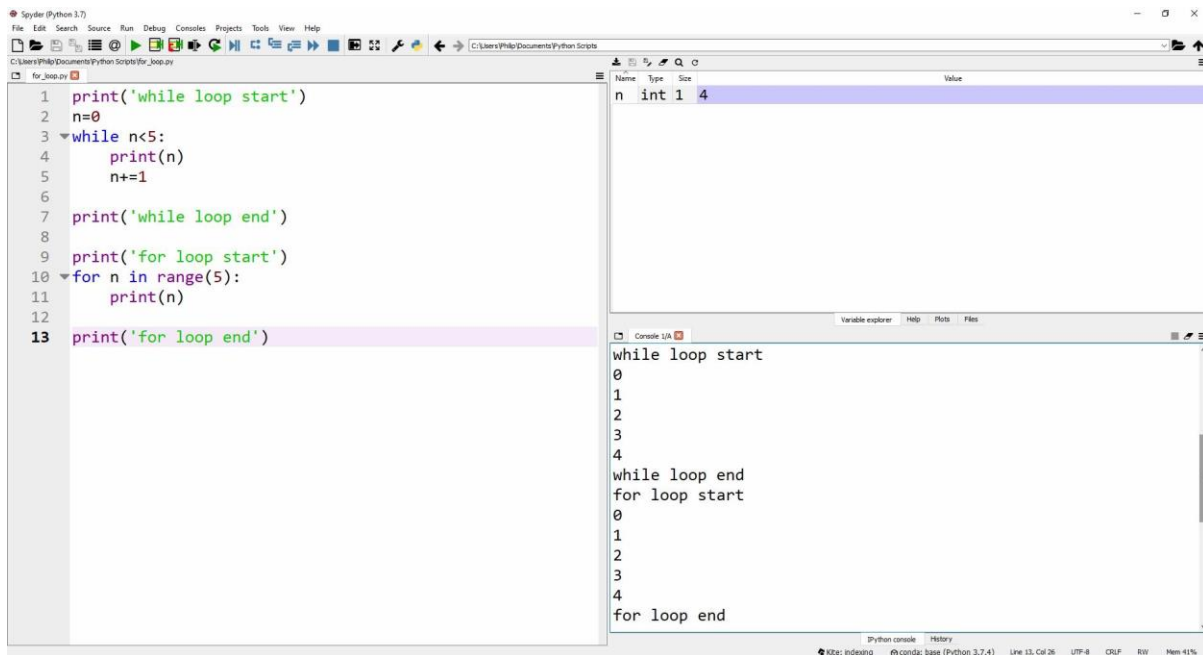 Spyder (Python 3.7)
File Edit Search Source Run Debug Consoles Projects Tools View Help
C:\Users\Philip\Documents\Python Scripts
C:\Users\Philip\Documents\Python Scripts\for_loop.py
for_loop.py
1 print('while loop start')
2 n=0
3 while n<5:
4     print(n)
5     n+=1
6
7 print('while loop end')
8
9 print('for loop start')
10 for n in range(5):
11     print(n)
12
13 print('for loop end')
Name Type Size Value
n int 1 4
Variable explorer Help Plots Files
Console 1/A
while loop start
0
1
2
3
4
while loop end
for loop start
0
1
2
3
4
for loop end
IPython console History
Kite: indexing conda: base (Python 3.7.4) Line 13, Col 26 UTF-8 CRLF RW Mem 41%